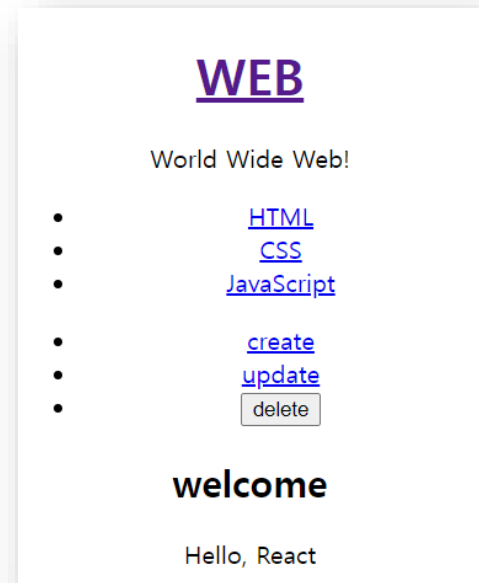 WEB
World Wide Web!
HTML
CSS
JavaScript
create
update
delete
welcome
Hello, React